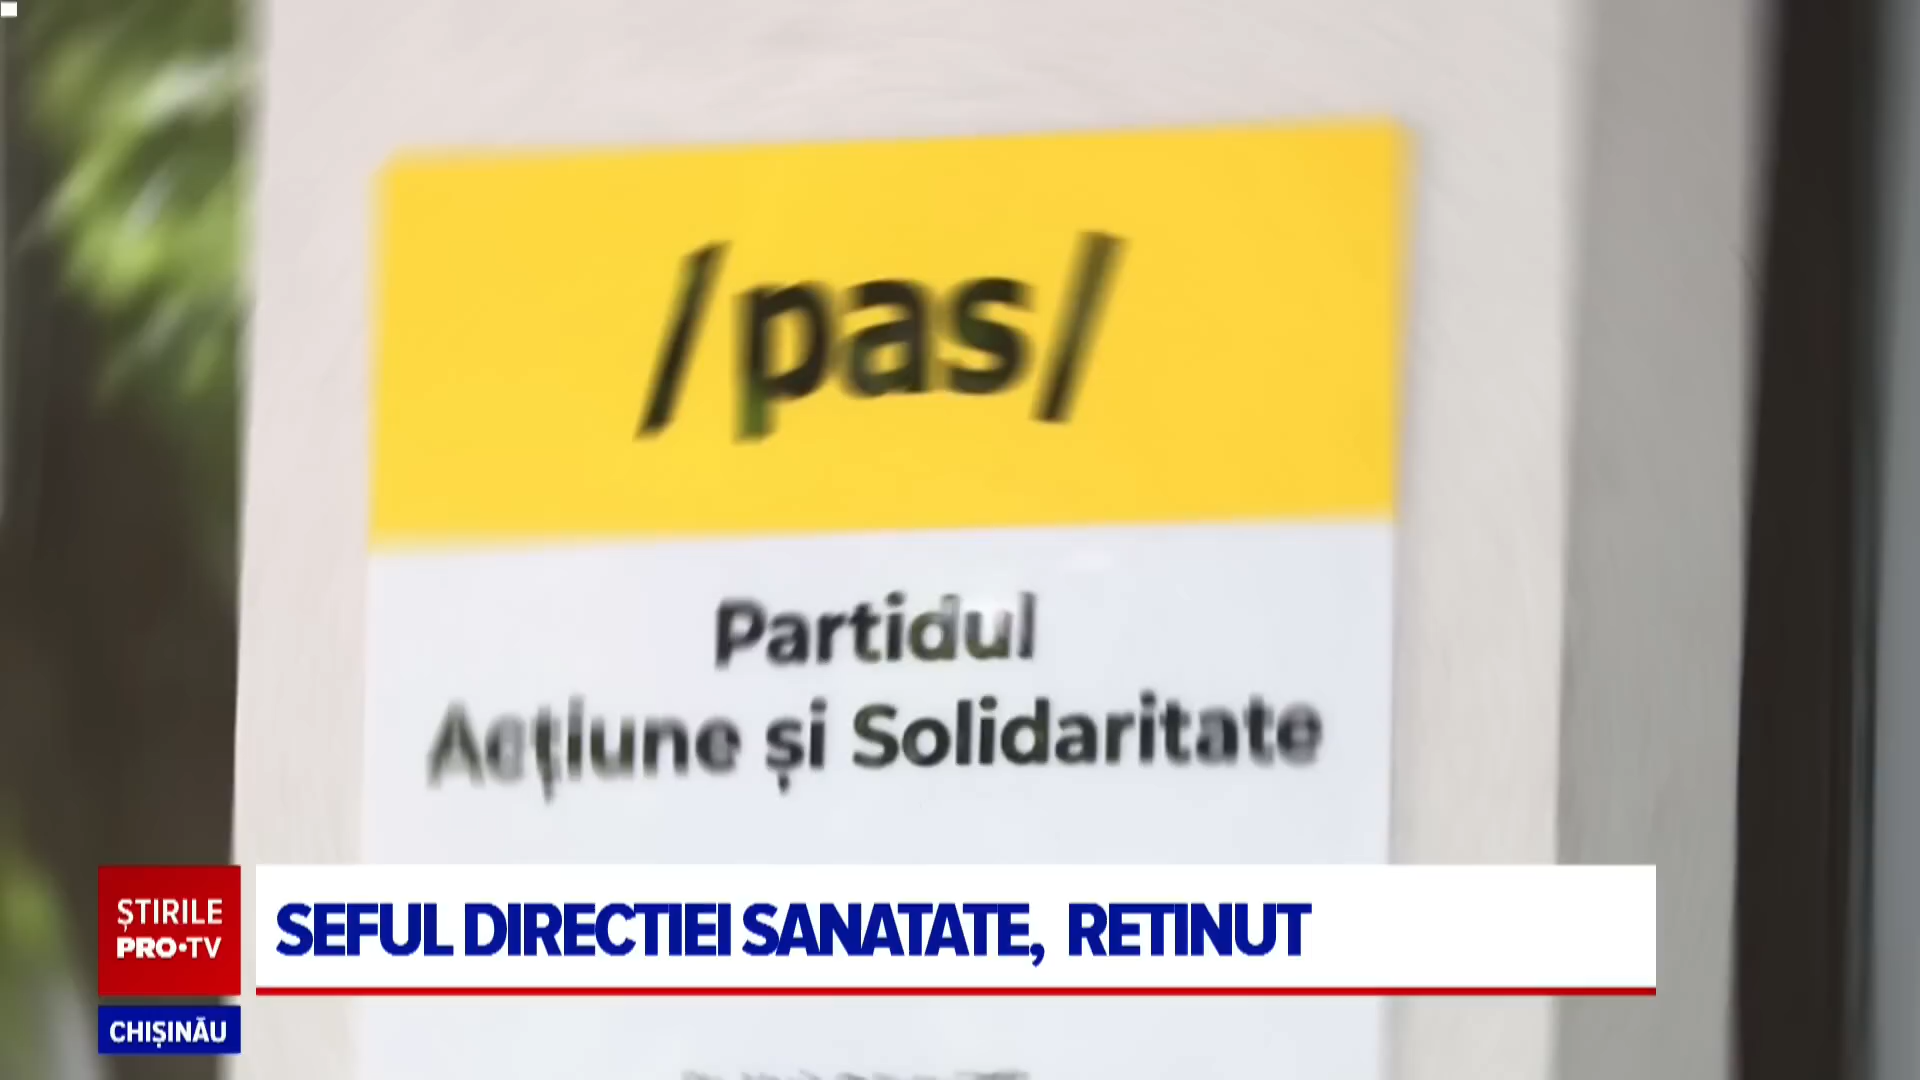 /pas/
Partidul
Acțiune și Solidaritate
ȘTIRILE
PRO•TV
SEFUL DIRECTIEI SANATATE, RETINUT
CHIȘINĂU